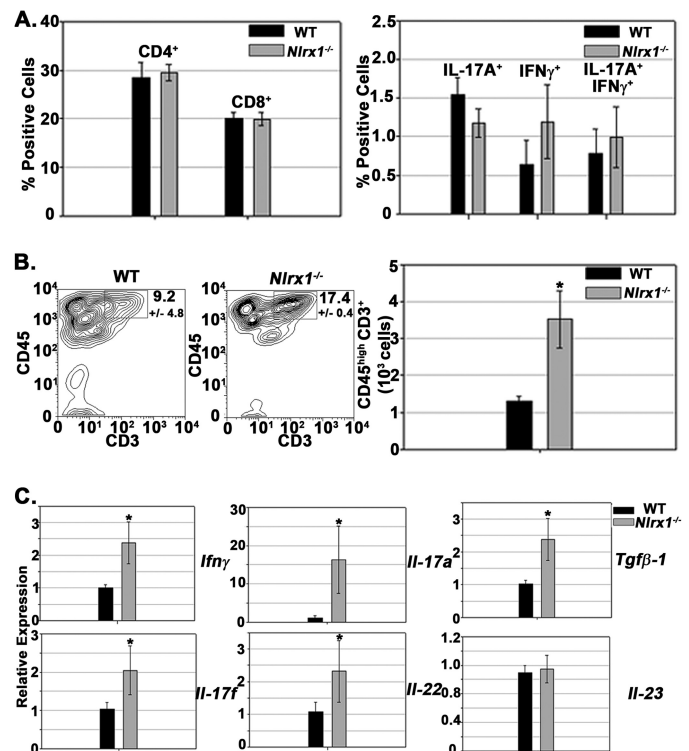 A.
% Positive Cells
40
30
20
10
0
CD4⁺
CD8⁺
WT
Nlrx1⁻/⁻
% Positive Cells
2.5
2.0
1.5
1.0
0.5
0
IL-17A⁺
IFNγ⁺
IL-17A⁺
IFNγ⁺
WT
Nlrx1⁻/⁻
B.
WT
CD45
10⁴
10³
10²
10¹
0
9.2
+/- 4.8
0 10¹ 10² 10³ 10⁴
CD3
Nlrx1⁻/⁻
CD45
10⁴
10³
10²
10¹
0
17.4
+/- 0.4
0 10¹ 10² 10³ 10⁴
CD3
CD45ʰⁱᵍʰ CD3⁺
(10³ cells)
5
4
3
2
1
0
*
WT
Nlrx1⁻/⁻
C.
Relative Expression
3
2
1
0
*
Ifnγ
30
20
10
0
*
Il-17a
3
2
1
0
*
Tgfβ-1
WT
Nlrx1⁻/⁻
3
2
1
0
*
Il-17f
3
2
1
0
*
Il-22
1.2
1.0
0.8
0.4
0
Il-23